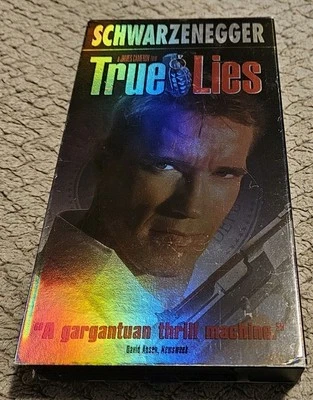 SCHWARZENEGGER
A JAMES CAMERON FILM
True Lies
"A gargantuan thrill machine."
David Ansen, Newsweek